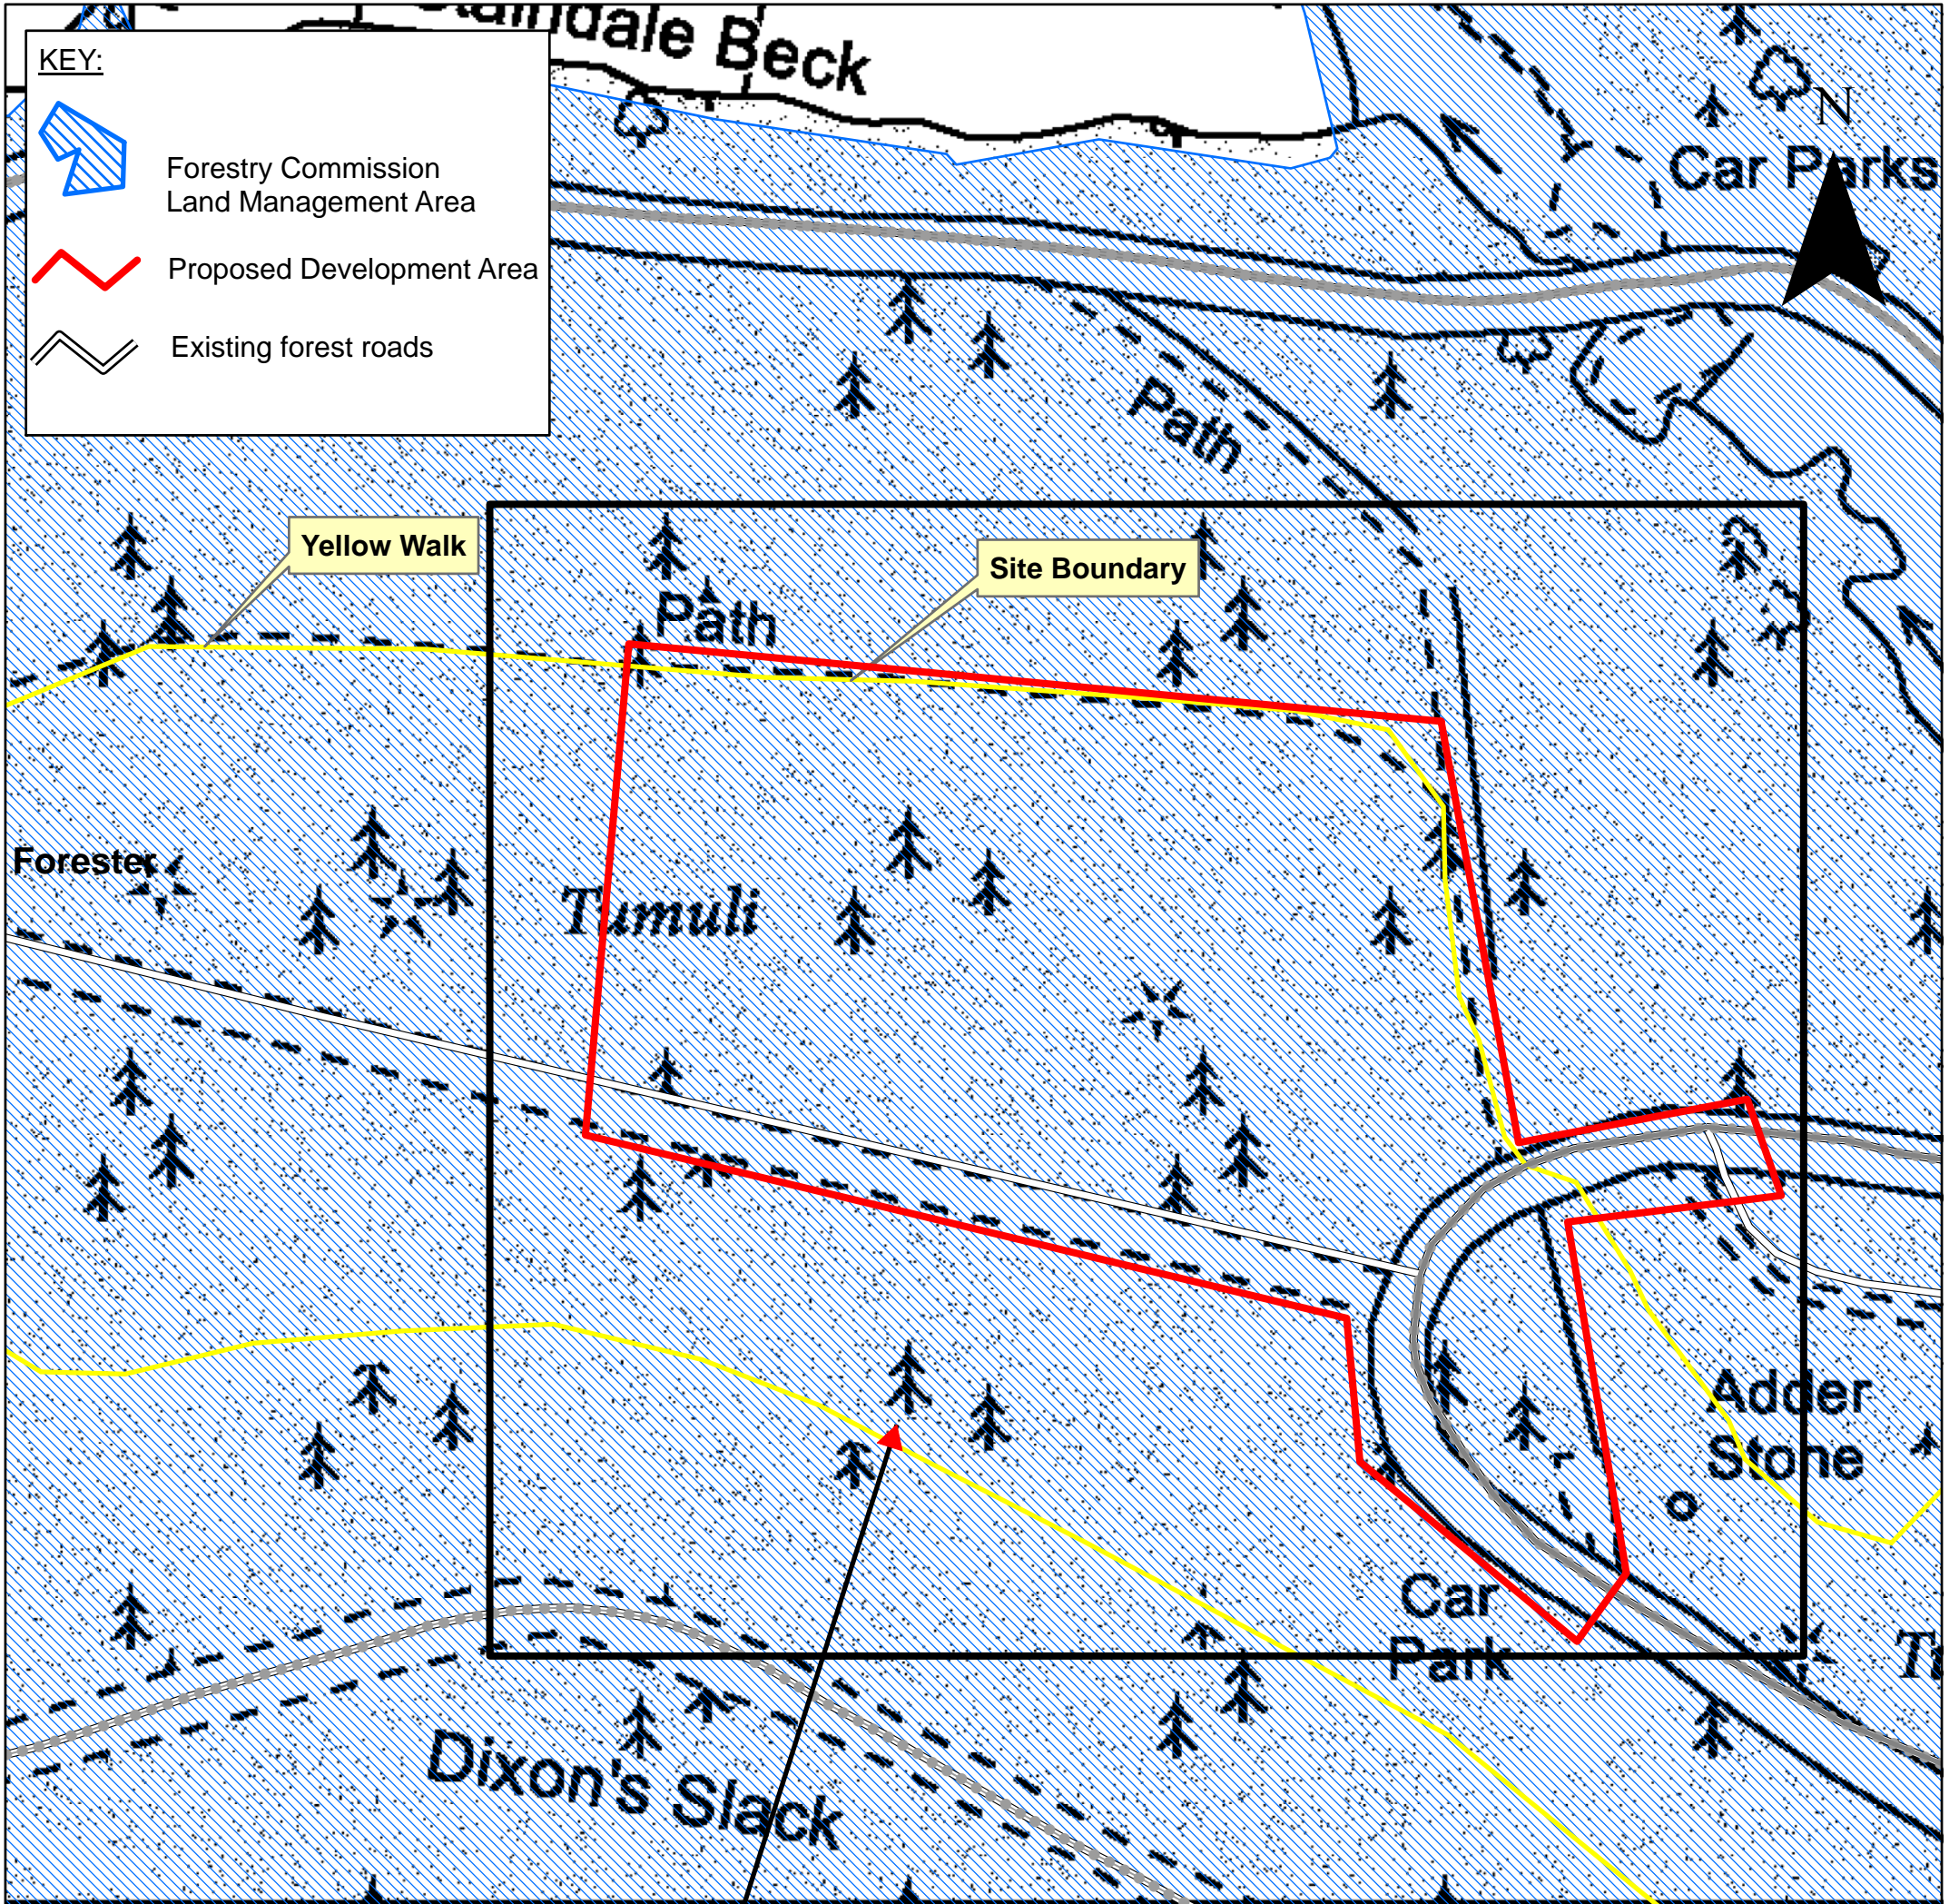 Beck
KEY:
Forestry Commission
Land Management Area
Proposed Development Area
Existing forest roads
N
Car Parks
Path
Yellow Walk
Site Boundary
Path
Forester
Tumuli
Adder
Stone
Car
Park
Dixon's Slack